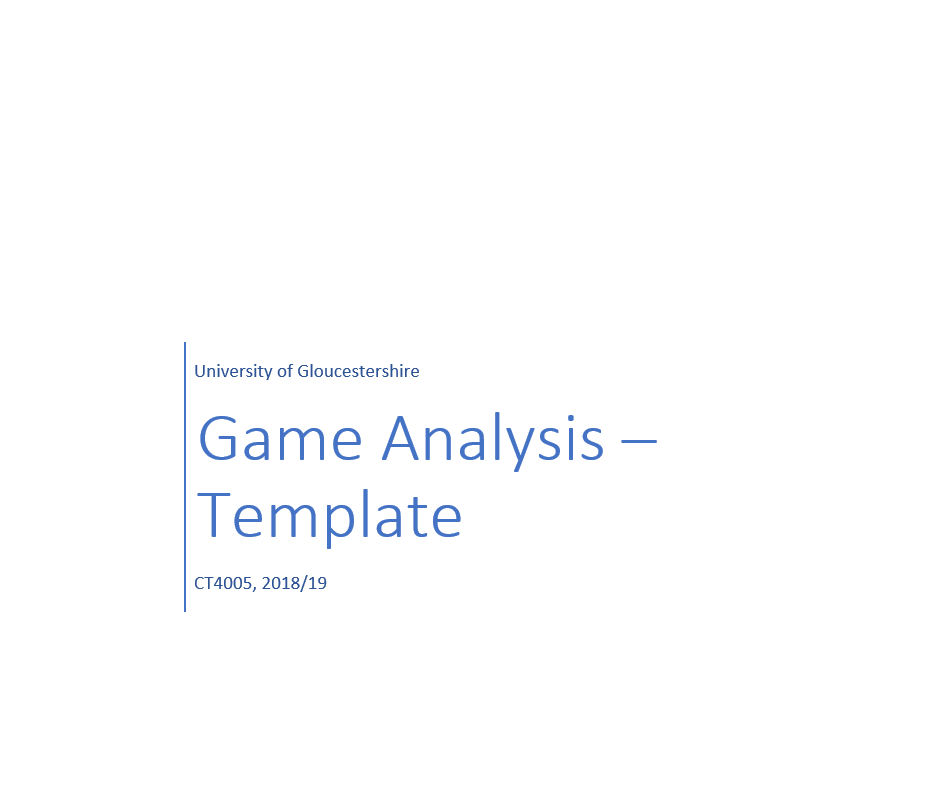 University of Gloucestershire
Game Analysis –
Template
CT4005, 2018/19